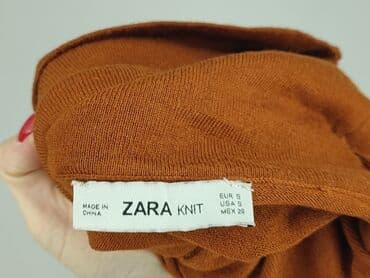 MADE IN
CHINA
ZARA KNIT
EUR S
USA S
MEX 26